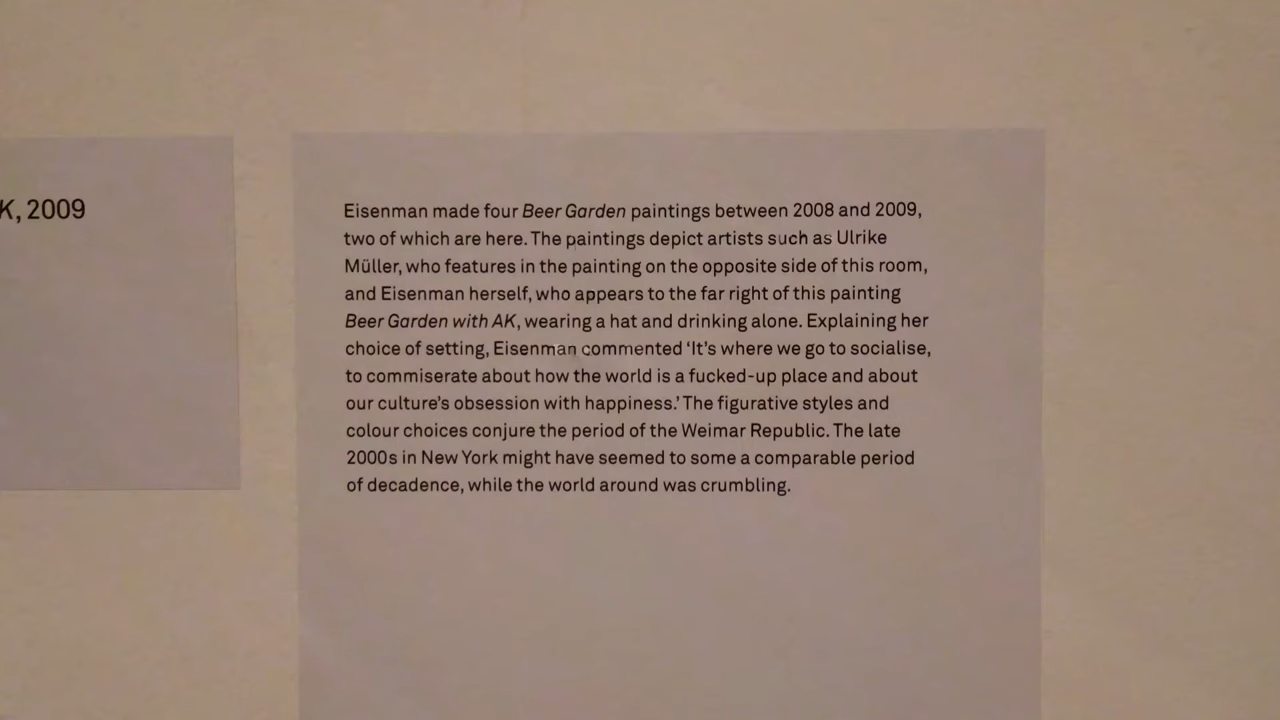 K, 2009
Eisenman made four Beer Garden paintings between 2008 and 2009,
two of which are here. The paintings depict artists such as Ulrike
Müller, who features in the painting on the opposite side of this room,
and Eisenman herself, who appears to the far right of this painting
Beer Garden with AK, wearing a hat and drinking alone. Explaining her
choice of setting, Eisenman commented ‘It’s where we go to socialise,
to commiserate about how the world is a fucked-up place and about
our culture’s obsession with happiness.’ The figurative styles and
colour choices conjure the period of the Weimar Republic. The late
2000s in New York might have seemed to some a comparable period
of decadence, while the world around was crumbling.